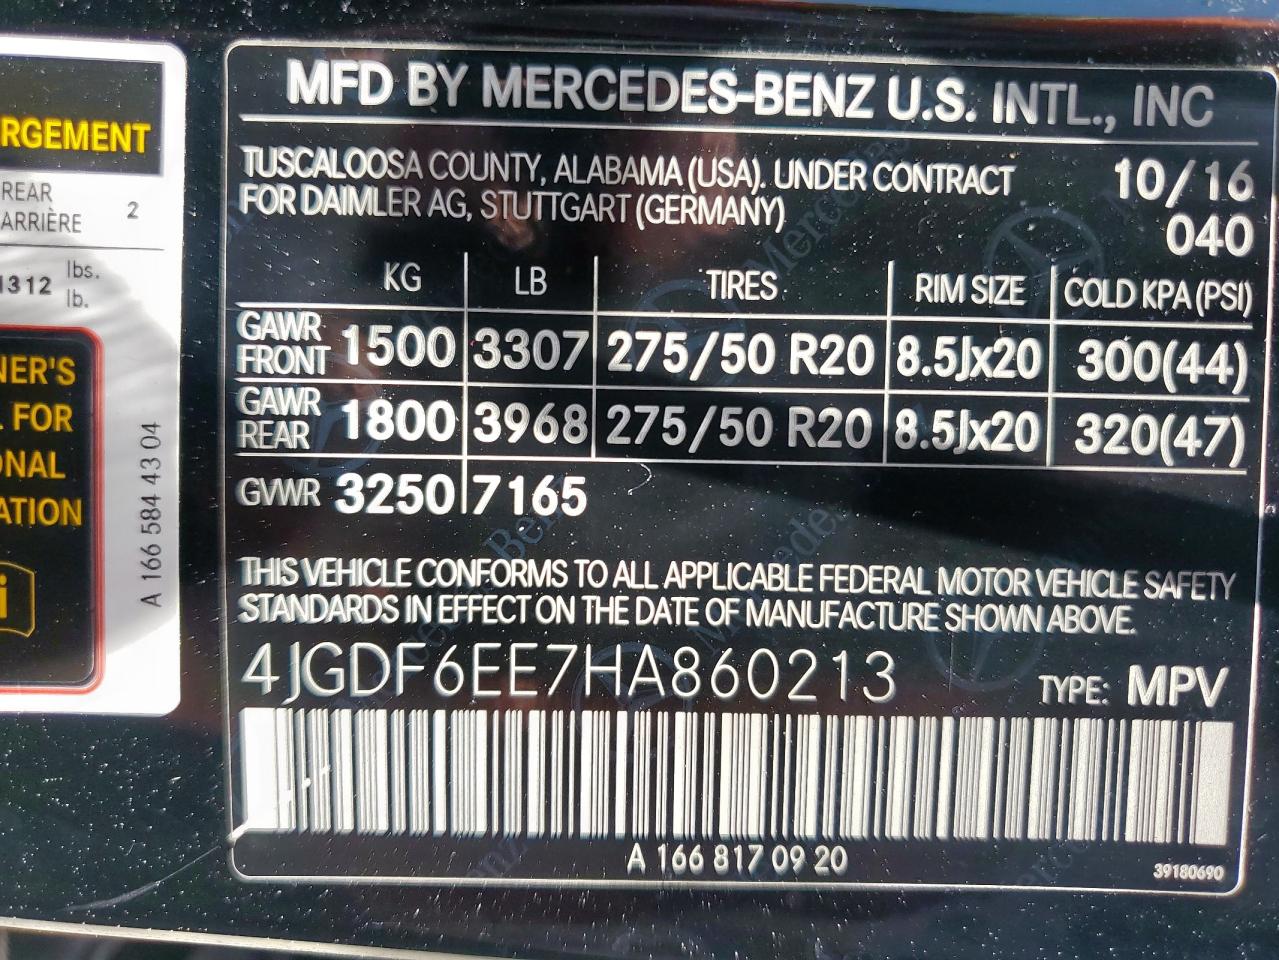 RGEMENT
REAR
ARRIÈRE 2
1312 lbs.
lb.
NER'S
L FOR
ONAL
ATION
i
A 166 584 43 04
MFD BY MERCEDES-BENZ U.S. INTL., INC
TUSCALOOSA COUNTY, ALABAMA (USA). UNDER CONTRACT 10/16
FOR DAIMLER AG, STUTTGART (GERMANY) 040
KG LB TIRES RIM SIZE COLD KPA (PSI)
GAWR FRONT 1500 3307 275/50 R20 8.5Jx20 300(44)
GAWR REAR 1800 3968 275/50 R20 8.5Jx20 320(47)
GVWR 3250 7165
THIS VEHICLE CONFORMS TO ALL APPLICABLE FEDERAL MOTOR VEHICLE SAFETY
STANDARDS IN EFFECT ON THE DATE OF MANUFACTURE SHOWN ABOVE.
4JGDF6EE7HA860213 TYPE: MPV
A 166 817 09 20
39180690